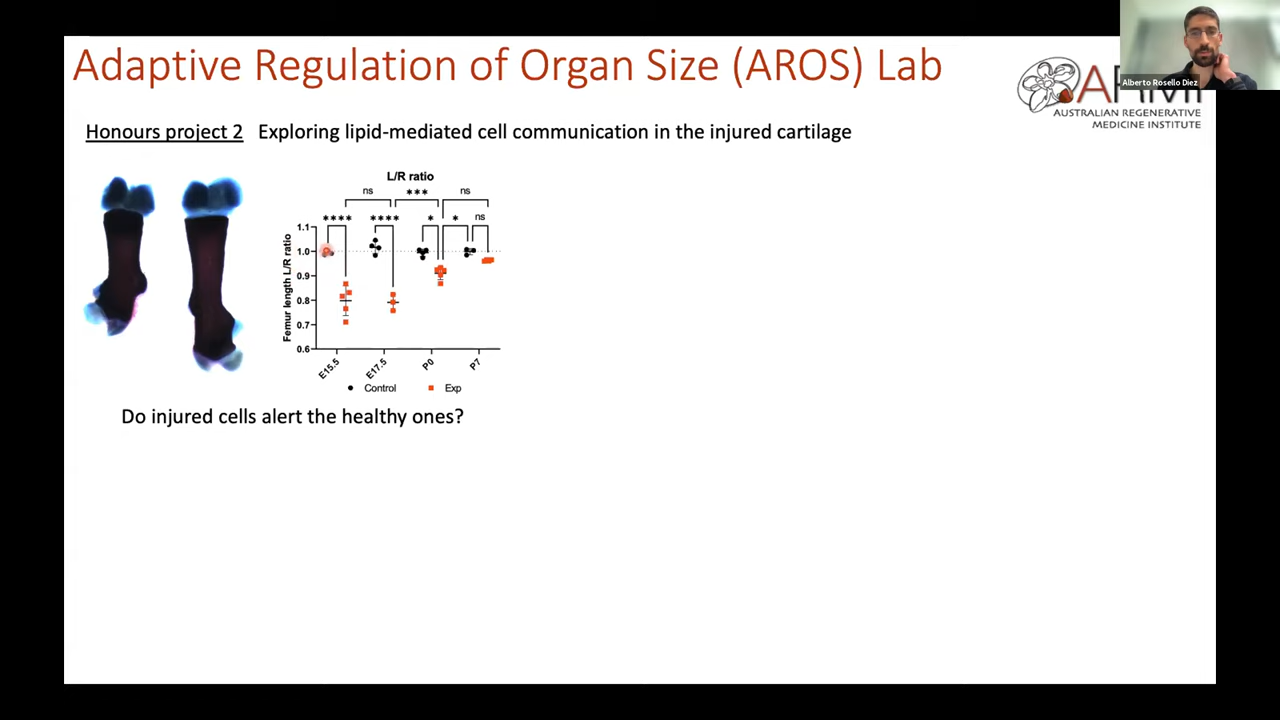 Adaptive Regulation of Organ Size (AROS) Lab
Alberto Rosello Diez
AUSTRALIAN REGENERATIVE
MEDICINE INSTITUTE
Honours project 2 Exploring lipid-mediated cell communication in the injured cartilage
L/R ratio
ns *** ns
**** **** * * ns
Femur length L/R ratio
1.1
1.0
0.9
0.8
0.7
0.6
E15.5 E17.5 P0 P7
Control Exp
Do injured cells alert the healthy ones?